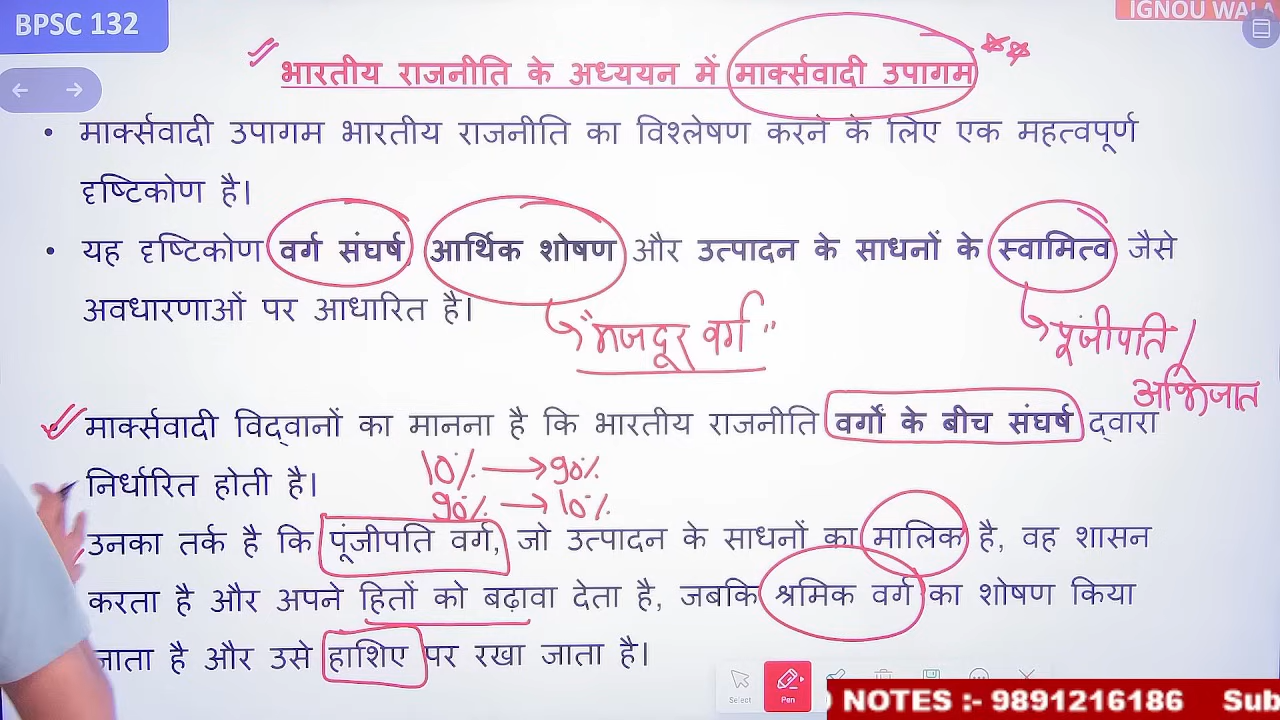 BPSC 132
IGNOU WALA
भारतीय राजनीति के अध्ययन में मार्क्सवादी उपागम
• मार्क्सवादी उपागम भारतीय राजनीति का विश्लेषण करने के लिए एक महत्वपूर्ण
दृष्टिकोण है।
• यह दृष्टिकोण वर्ग संघर्ष, आर्थिक शोषण और उत्पादन के साधनों के स्वामित्व जैसे
अवधारणाओं पर आधारित है।
"मजदूर वर्ग"
पूंजीपति/
अभिजात
मार्क्सवादी विद्वानों का मानना है कि भारतीय राजनीति वर्गों के बीच संघर्ष द्वारा
निर्धारित होती है।
10% → 90%
90% → 10%
उनका तर्क है कि पूंजीपति वर्ग, जो उत्पादन के साधनों का मालिक है, वह शासन
करता है और अपने हितों को बढ़ावा देता है, जबकि श्रमिक वर्ग का शोषण किया
जाता है और उसे हाशिए पर रखा जाता है।
Select
Pen
NOTES :- 9891216186 Sub